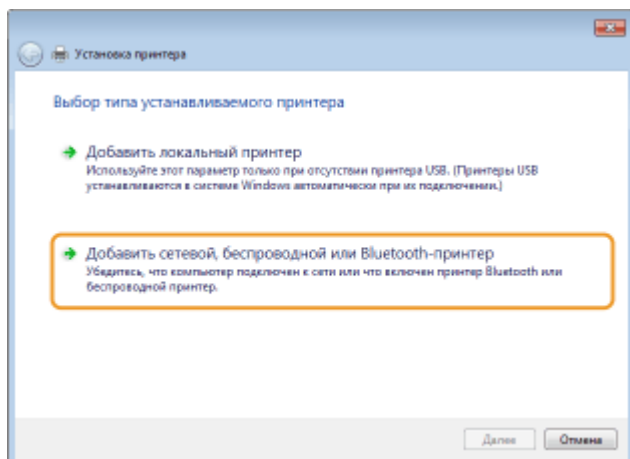 Установка принтера
Выбор типа устанавливаемого принтера
Добавить локальный принтер
Используйте этот параметр только при отсутствии принтера USB. (Принтеры USB
устанавливаются в системе Windows автоматически при их подключении.)
Добавить сетевой, беспроводной или Bluetooth-принтер
Убедитесь, что компьютер подключен к сети или что включен принтер Bluetooth или
беспроводной принтер.
Далее
Отмена